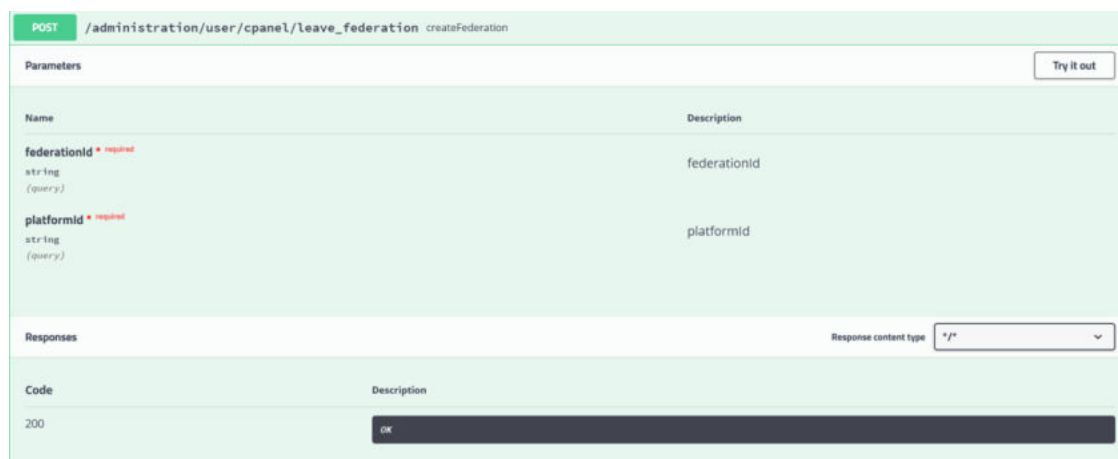 POST /administration/user/cpanel/leave_federation createFederation
Parameters Try it out
Name Description
federationId * required federationId
string
(query)
platformId * required platformId
string
(query)
Responses Response content type */*
Code Description
200 OK